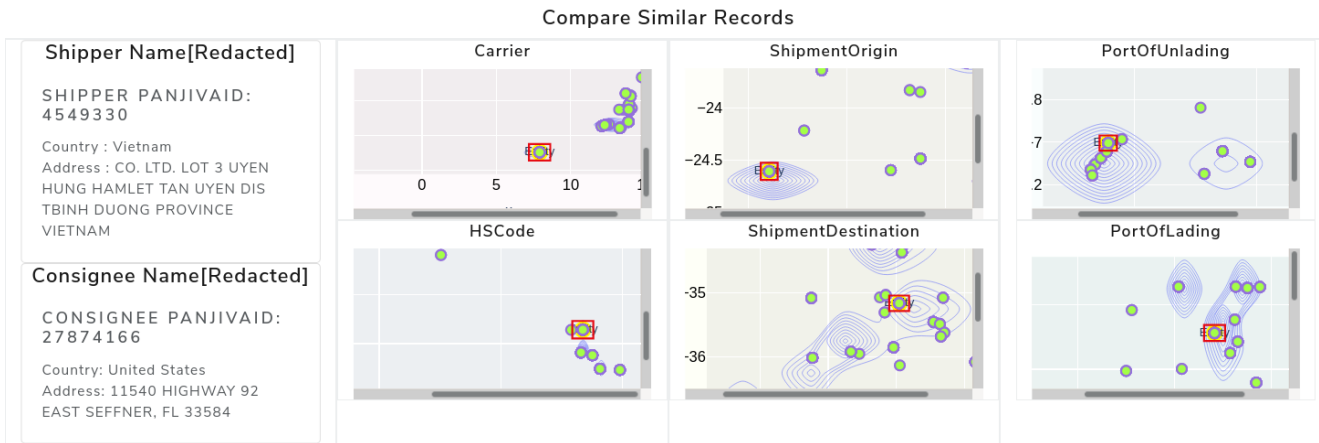 Compare Similar Records
Shipper Name[Redacted]
SHIPPER PANJIVAID:
4549330
Country : Vietnam
Address : CO. LTD. LOT 3 UYEN
HUNG HAMLET TAN UYEN DIS
TBINH DUONG PROVINCE
VIETNAM
Consignee Name[Redacted]
CONSIGNEE PANJIVAID:
27874166
Country: United States
Address: 11540 HIGHWAY 92
EAST SEFFNER, FL 33584
Carrier
0 5 10
ShipmentOrigin
−24
−24.5
PortOfUnlading
.8
-7
.2
HSCode
ShipmentDestination
-35
-36
PortOfLading